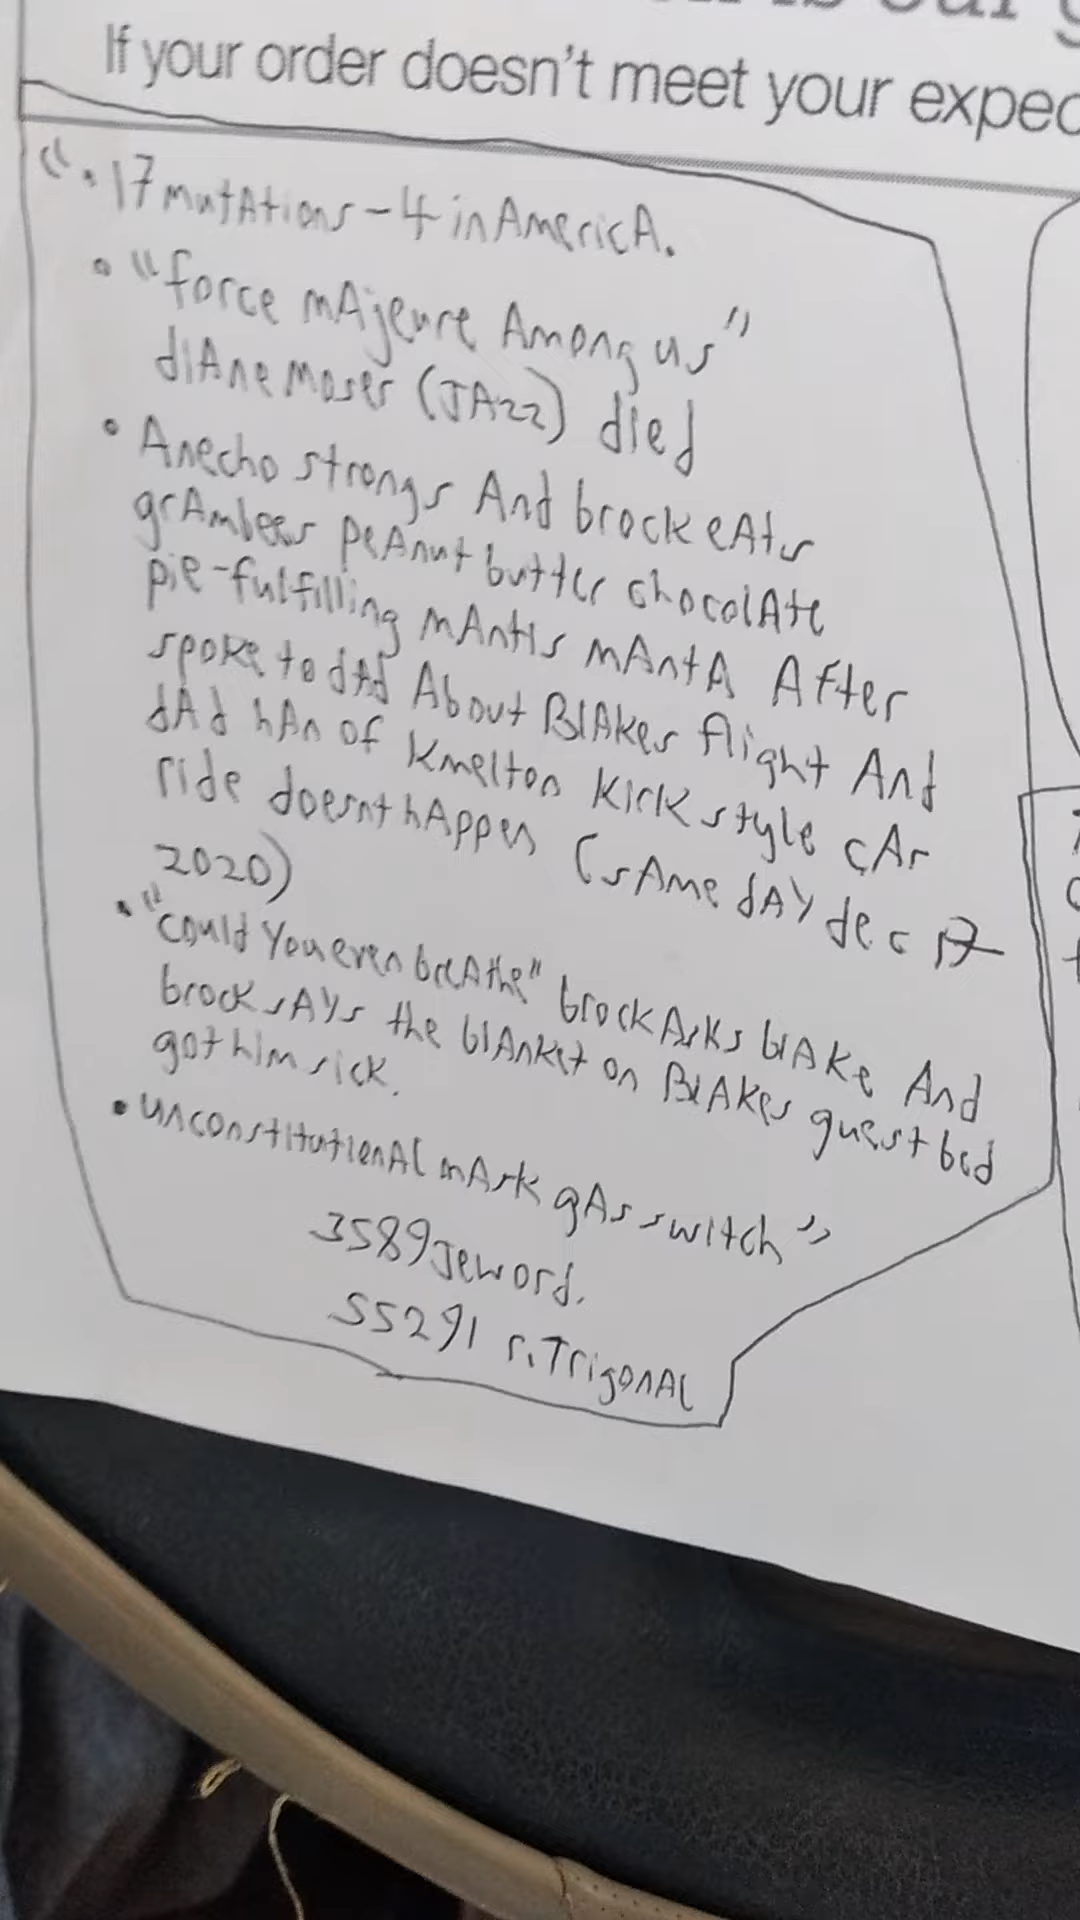 If your order doesn't meet your expec
". 17 mutAtions - 4 in AmericA.
• "force mAjeure Among us"
diAne moser (JAzz) died
• Anecho strongs And brock eAts
grAmbees peAnut butter chocolAte
pie-fulfilling mAntis mAntA After
spoke to dAd About BlAkes flight And
dAd hAn of Kmelton Kirk style cAr
ride doesnt hAppen (sAme dAy dec 17
2020)
• "could You even breAthe" brock Asks blAke And
brock sAys the blAnket on BlAkes guest bed
got him sick.
• unconstitutionAl mArk gAs switch"
3589 Jeword.
55291 r. TrigonAl